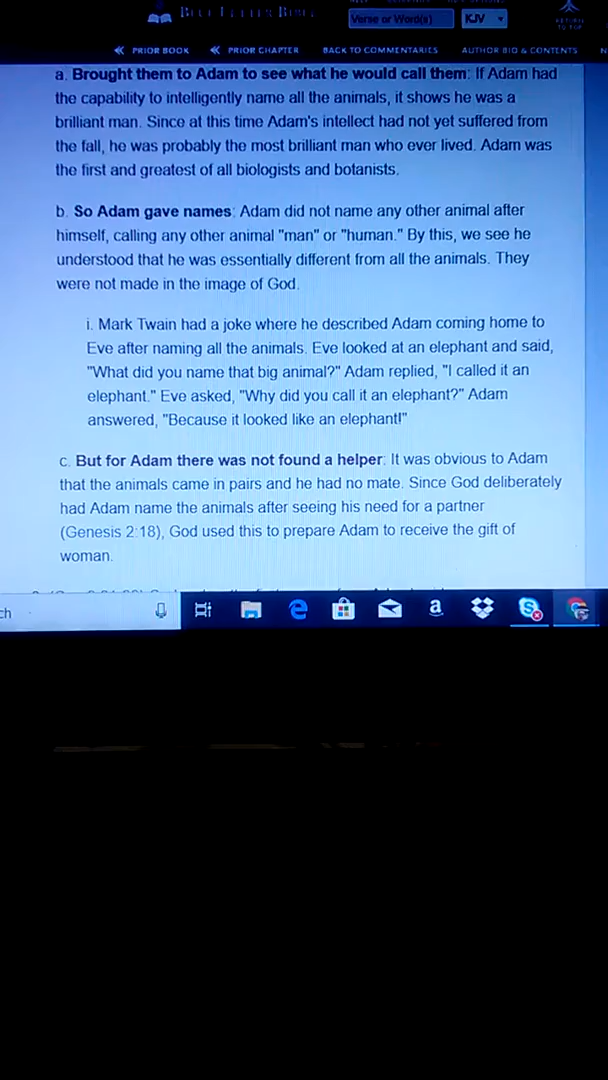 BLUE LETTER BIBLE
Verse or Word(s)
KJV
RETURN
TO TOP
PRIOR BOOK PRIOR CHAPTER BACK TO COMMENTARIES AUTHOR BIO & CONTENTS N
a. Brought them to Adam to see what he would call them: If Adam had
the capability to intelligently name all the animals, it shows he was a
brilliant man. Since at this time Adam's intellect had not yet suffered from
the fall, he was probably the most brilliant man who ever lived. Adam was
the first and greatest of all biologists and botanists.
b. So Adam gave names: Adam did not name any other animal after
himself, calling any other animal "man" or "human." By this, we see he
understood that he was essentially different from all the animals. They
were not made in the image of God.
i. Mark Twain had a joke where he described Adam coming home to
Eve after naming all the animals. Eve looked at an elephant and said,
"What did you name that big animal?" Adam replied, "I called it an
elephant." Eve asked, "Why did you call it an elephant?" Adam
answered, "Because it looked like an elephant!"
c. But for Adam there was not found a helper: It was obvious to Adam
that the animals came in pairs and he had no mate. Since God deliberately
had Adam name the animals after seeing his need for a partner
(Genesis 2:18), God used this to prepare Adam to receive the gift of
woman.
ch